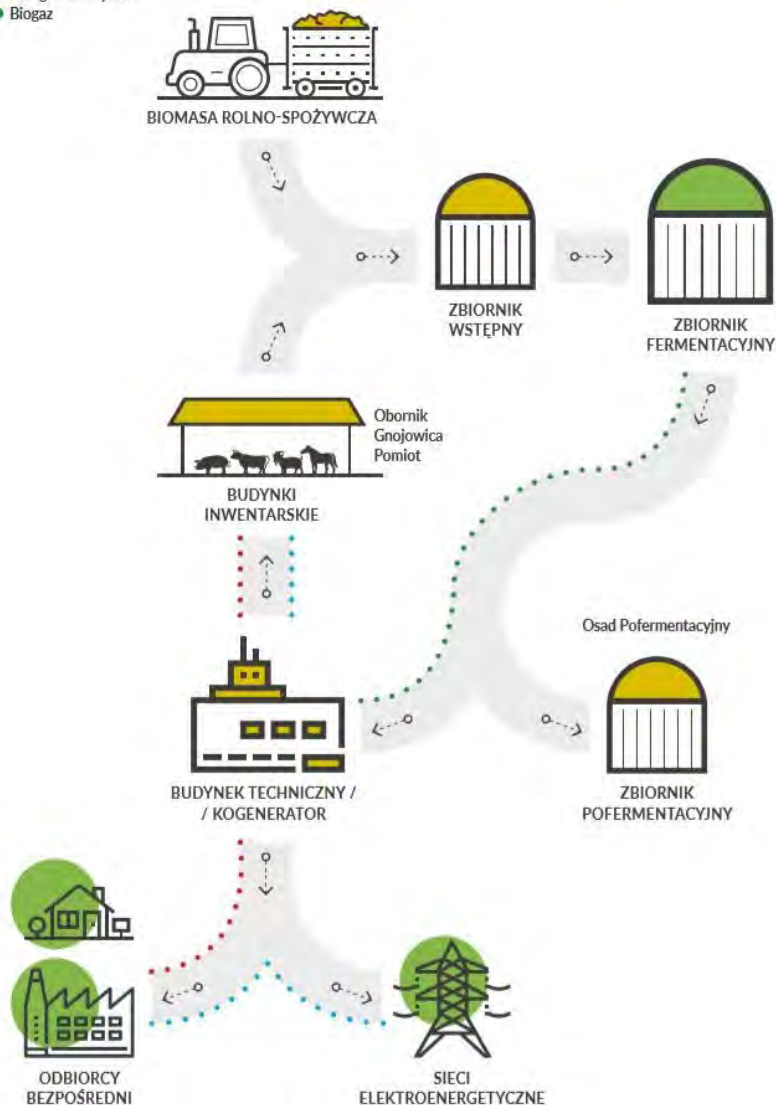 Biogaz
BIOMASA ROLNO-SPOŻYWCZA
ZBIORNIK
WSTĘPNY
ZBIORNIK
FERMENTACYJNY
Obornik
Gnojowica
Pomiot
BUDYNKI
INWENTARSKIE
Osad Pofermentacyjny
BUDYNEK TECHNICZNY /
/ KOGENERATOR
ZBIORNIK
POFERMENTACYJNY
ODBIORCY
BEZPOŚREDNI
SIECI
ELEKTROENERGETYCZNE